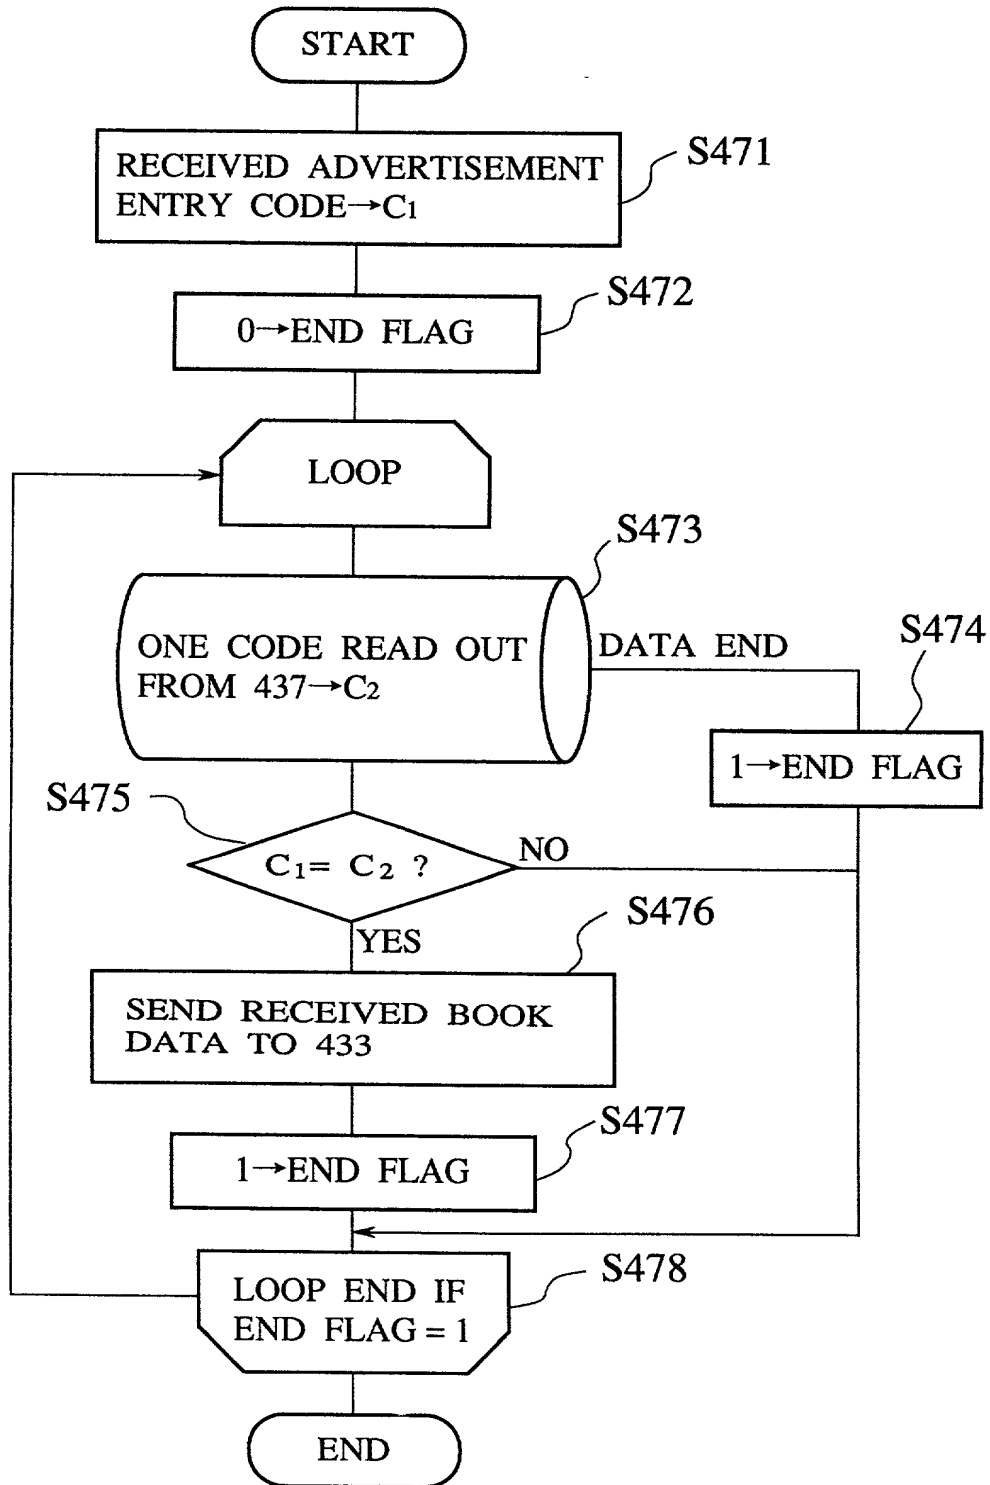 START
RECEIVED ADVERTISEMENT
ENTRY CODE→C1
S471
0→END FLAG
S472
LOOP
S473
ONE CODE READ OUT
FROM 437→C2
DATA END
S474
1→END FLAG
S475
C1= C2 ?
NO
YES
S476
SEND RECEIVED BOOK
DATA TO 433
S477
1→END FLAG
S478
LOOP END IF
END FLAG = 1
END